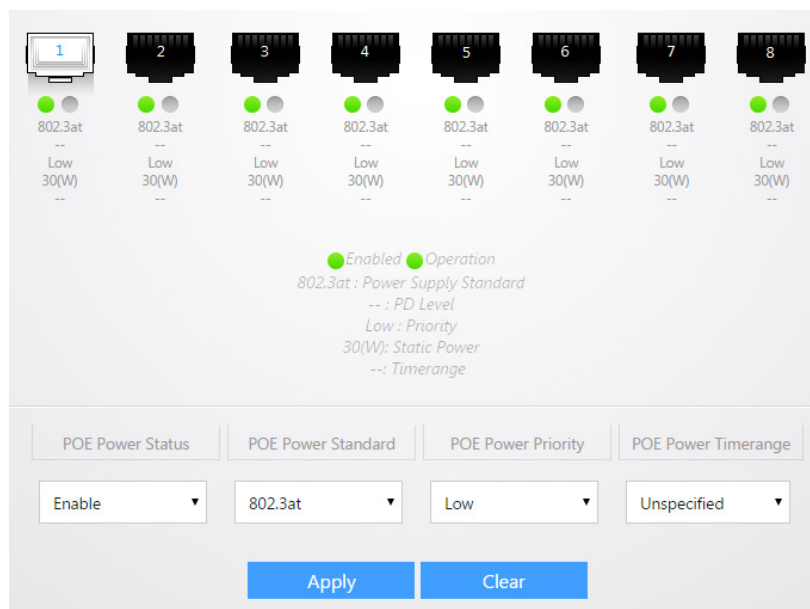 1 2 3 4 5 6 7 8
802.3at 802.3at 802.3at 802.3at 802.3at 802.3at 802.3at 802.3at
-- -- -- -- -- -- -- --
Low Low Low Low Low Low Low Low
30(W) 30(W) 30(W) 30(W) 30(W) 30(W) 30(W) 30(W)
-- -- -- -- -- -- -- --
Enabled Operation
802.3at : Power Supply Standard
-- : PD Level
Low : Priority
30(W): Static Power
--: Timerange
POE Power Status POE Power Standard POE Power Priority POE Power Timerange
Enable 802.3at Low Unspecified
Apply Clear